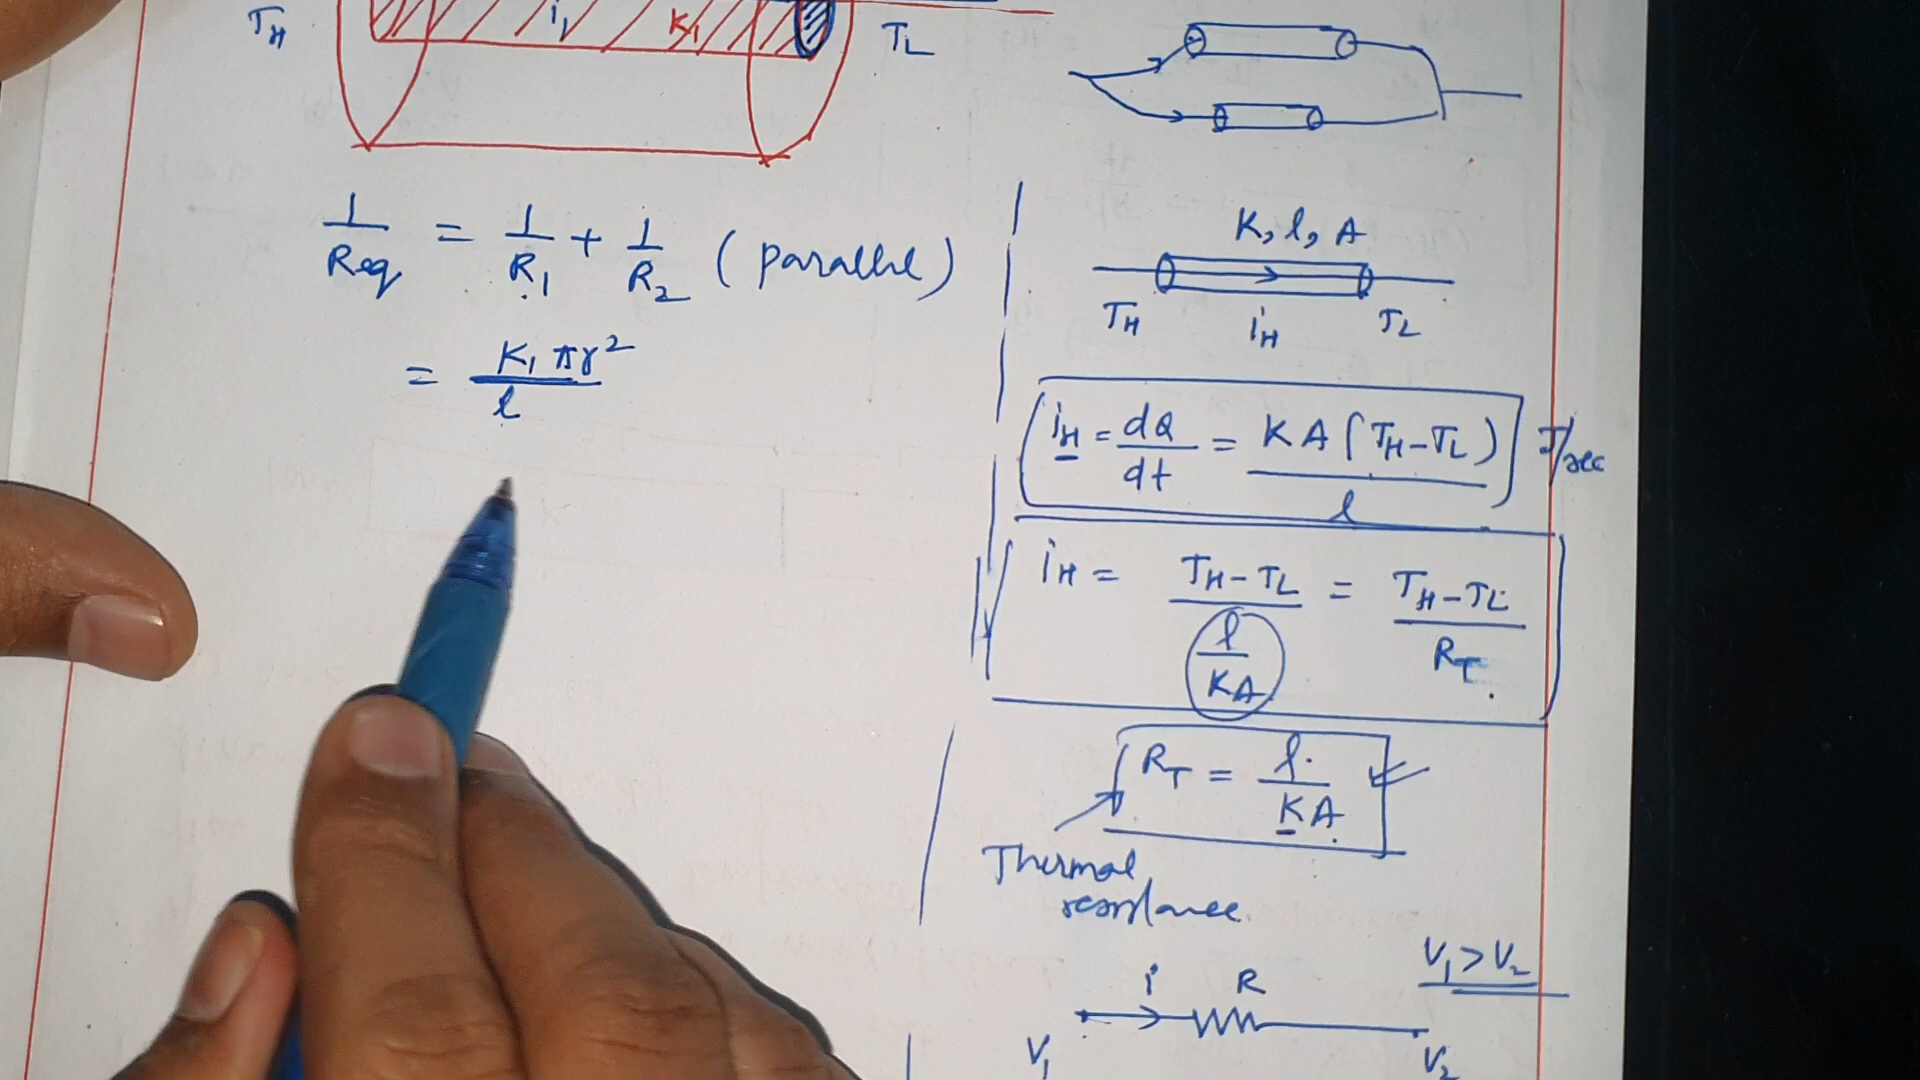 T_H i_1 K_1 T_L
1/Req = 1/R_1 + 1/R_2 (parallel)
= K_1 πr²/l
K, l, A
T_H i_H T_L
i_H = dQ/dt = KA(T_H-T_L)/l J/sec
i_H = T_H-T_L/(l/KA) = T_H-T_L/R_T
R_T = l/KA
Thermal
resistance
V_1>V_2
i R
V_1 V_2